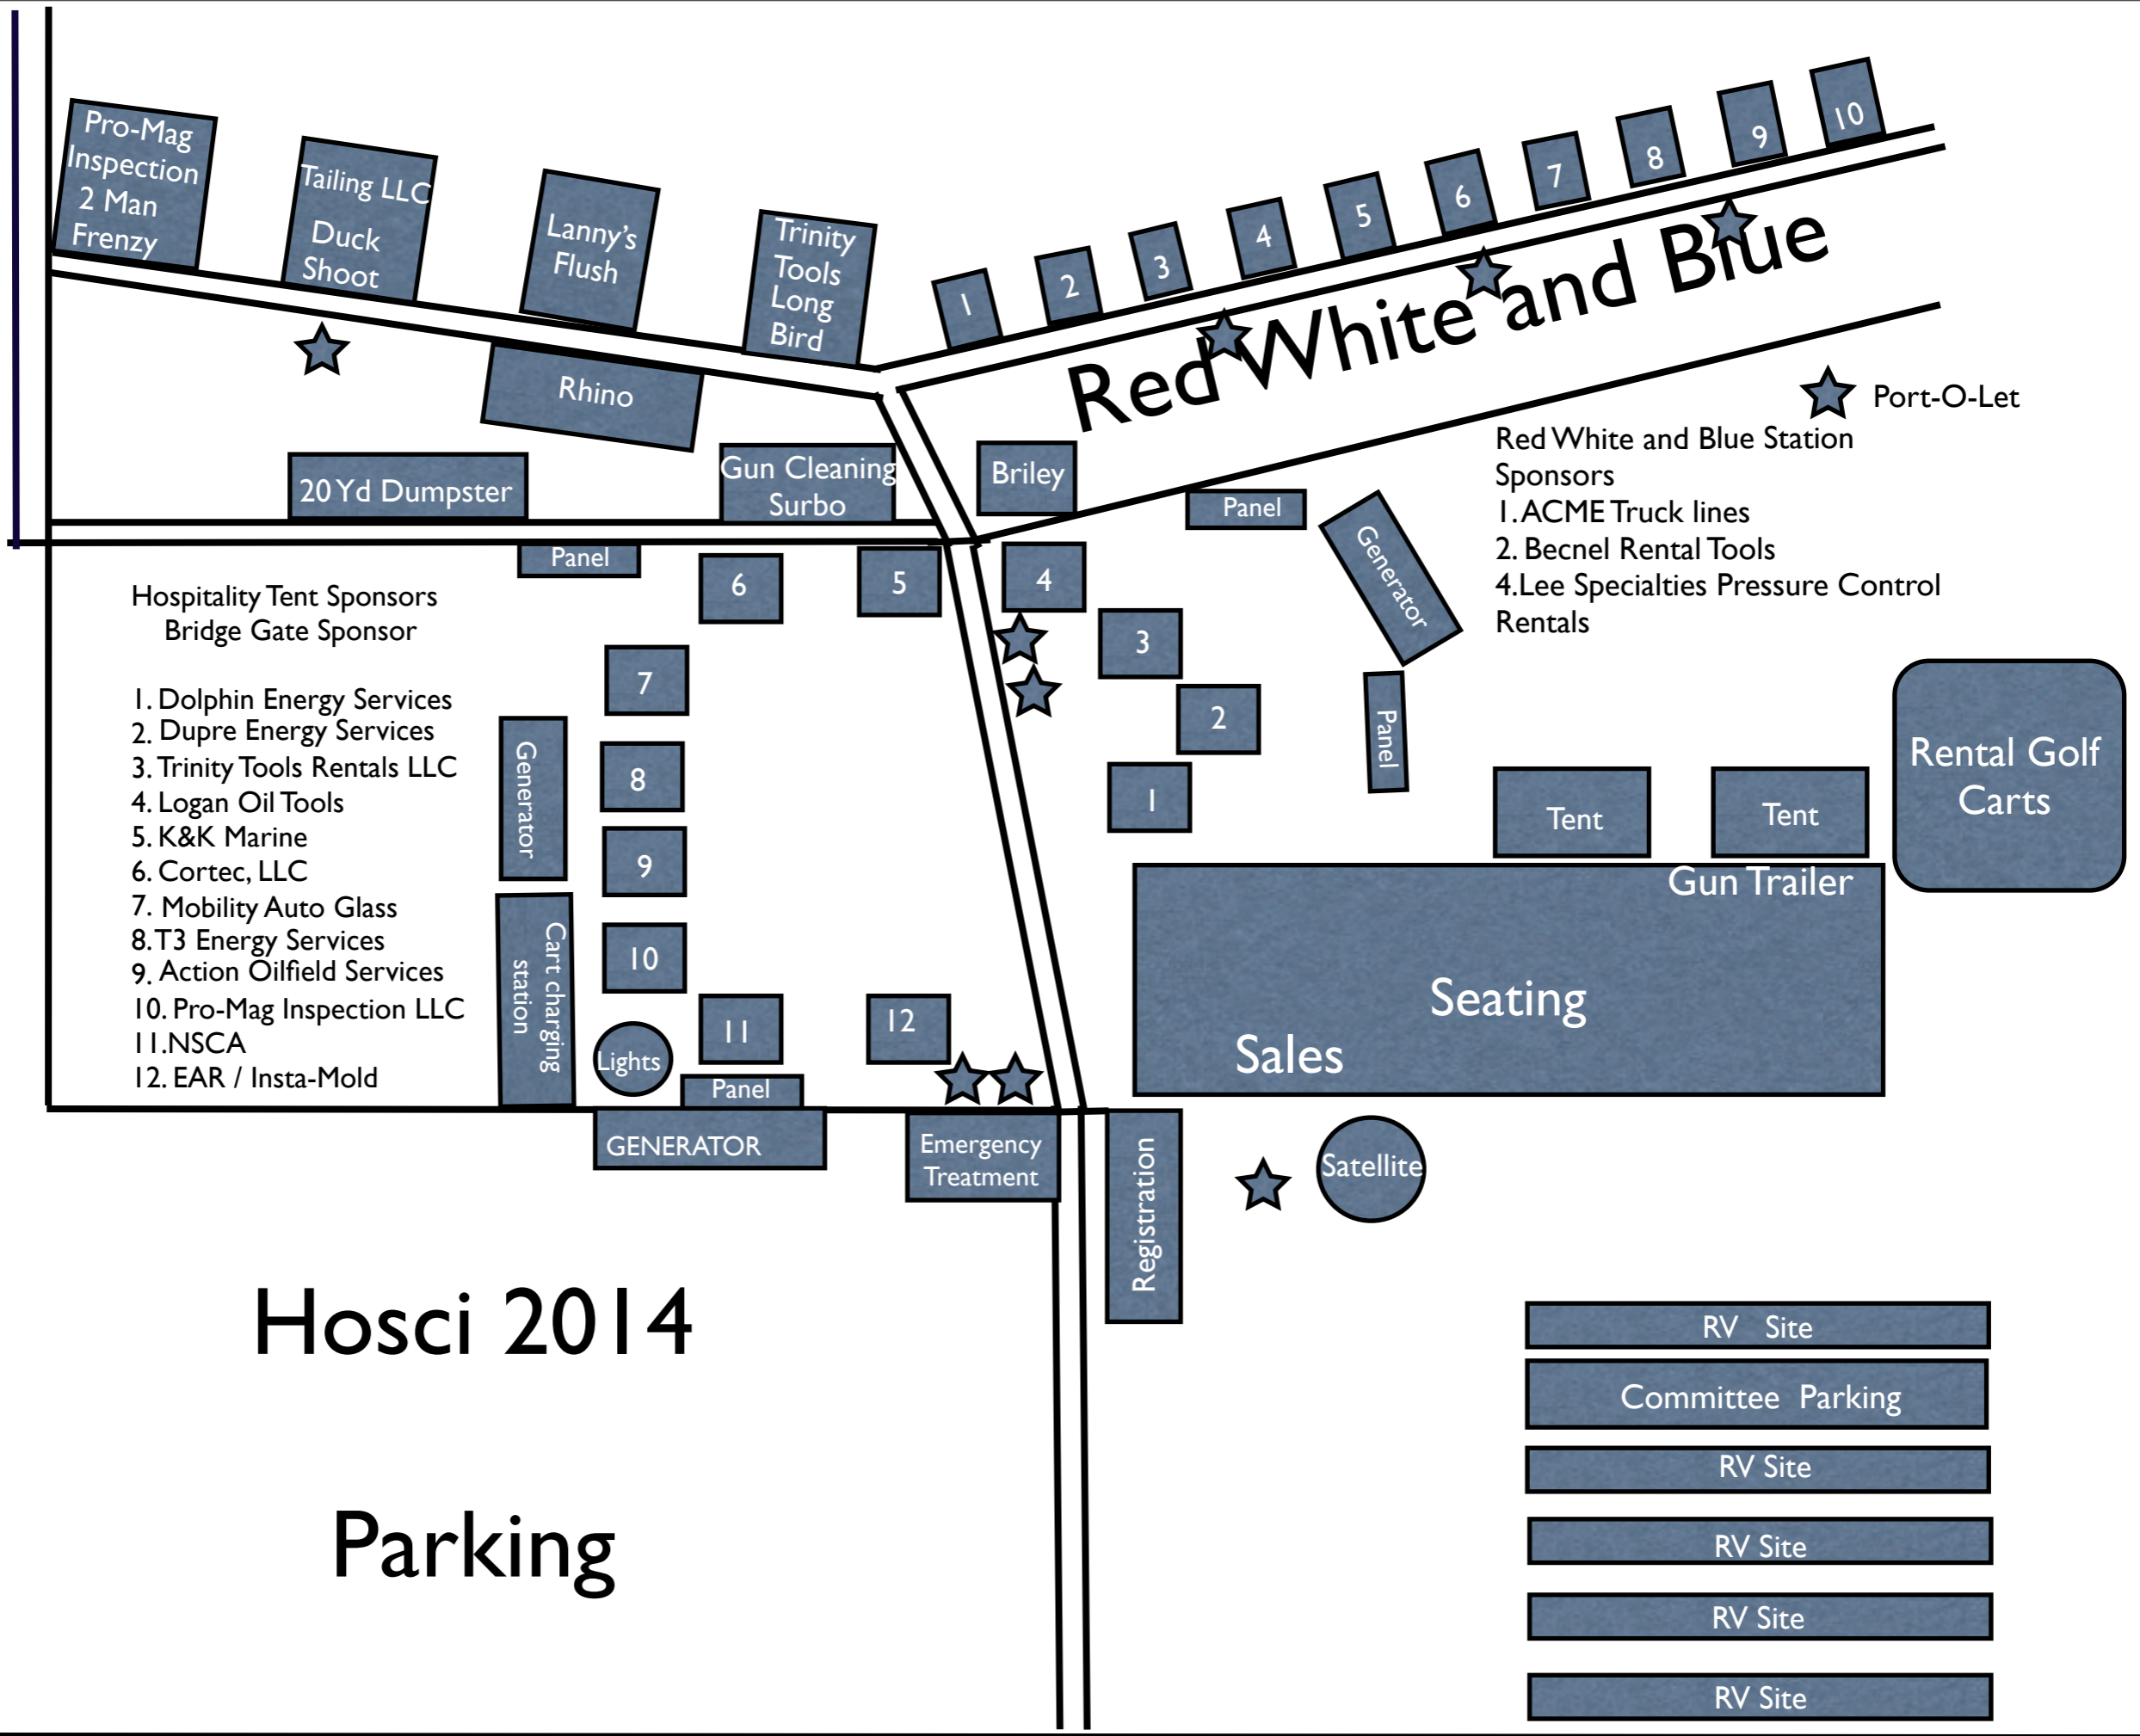 Pro-Mag
Inspection
2 Man
Frenzy
Tailing LLC
Duck
Shoot
Lanny's
Flush
Trinity
Tools
Long
Bird
1
2
3
4
5
6
7
8
9
10
Red White and Blue
Rhino
20 Yd Dumpster
Gun Cleaning
Surbo
Briley
Panel
Generator
Port-O-Let
Red White and Blue Station
Sponsors
1. ACME Truck lines
2. Becnel Rental Tools
4.Lee Specialties Pressure Control
Rentals
Panel
6
5
4
3
2
1
Panel
Hospitality Tent Sponsors
Bridge Gate Sponsor
1. Dolphin Energy Services
2. Dupre Energy Services
3. Trinity Tools Rentals LLC
4. Logan Oil Tools
5. K&K Marine
6. Cortec, LLC
7. Mobility Auto Glass
8. T3 Energy Services
9. Action Oilfield Services
10. Pro-Mag Inspection LLC
11.NSCA
12. EAR / Insta-Mold
Generator
Cart charging
station
7
8
9
10
Lights
11
12
Panel
GENERATOR
Emergency
Treatment
Registration
Tent
Tent
Rental Golf
Carts
Gun Trailer
Seating
Sales
Satellite
Hosci 2014
Parking
RV Site
Committee Parking
RV Site
RV Site
RV Site
RV Site